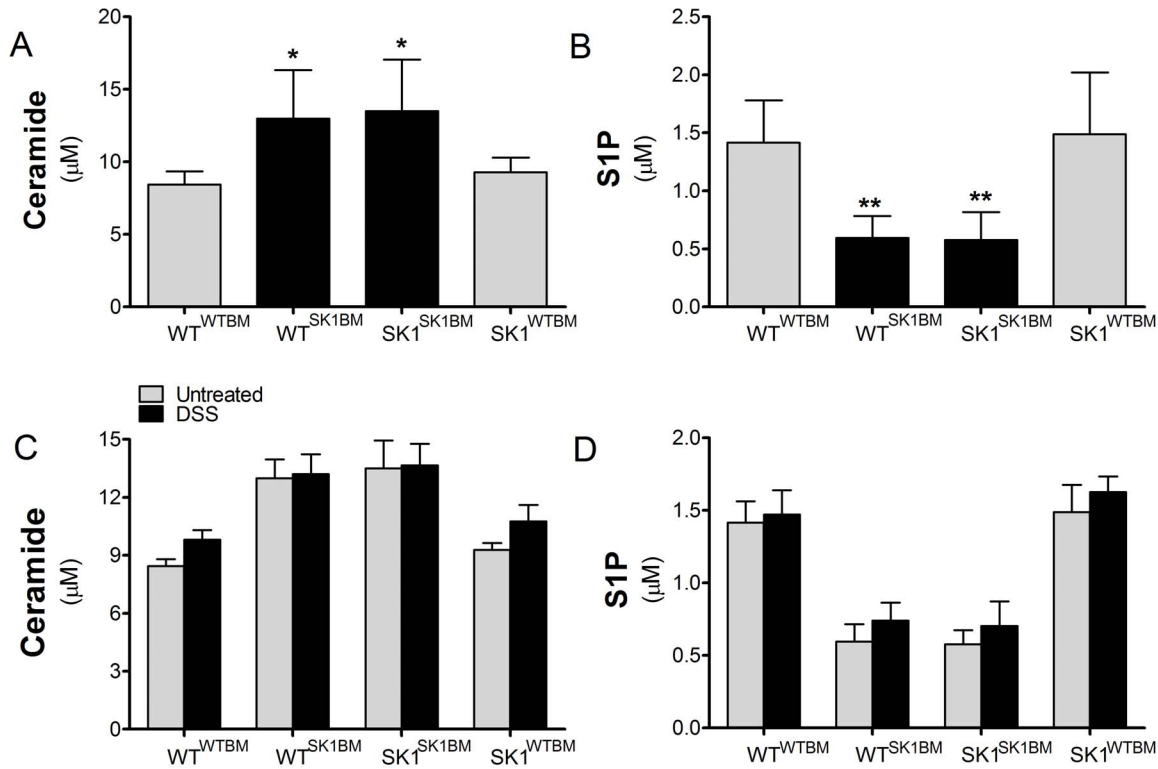 A
Ceramide
(µM)
20
15
10
5
0
*
*
WT^WTBM
WT^SK1BM
SK1^SK1BM
SK1^WTBM
B
S1P
(µM)
2.5
2.0
1.5
1.0
0.5
0.0
**
**
WT^WTBM
WT^SK1BM
SK1^SK1BM
SK1^WTBM
Untreated
DSS
C
Ceramide
(µM)
15
12
9
6
3
0
WT^WTBM
WT^SK1BM
SK1^SK1BM
SK1^WTBM
D
S1P
(µM)
2.0
1.5
1.0
0.5
0.0
WT^WTBM
WT^SK1BM
SK1^SK1BM
SK1^WTBM